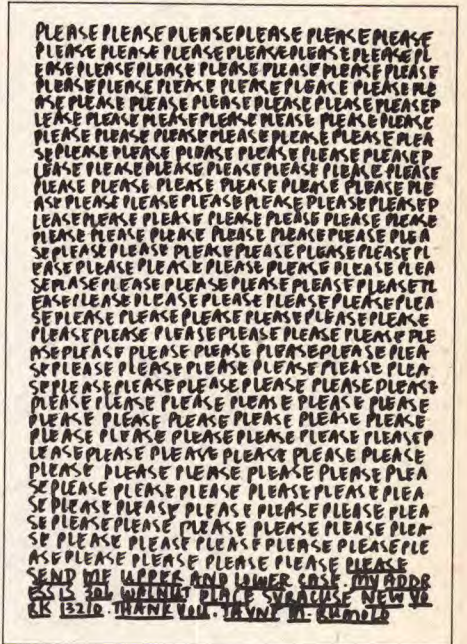 PLEASE PLEASE PLEASE PLEASE PLEASE PLEASE
PLEASE PLEASE PLEASE PLEASE PLEASE PLEASE PL
EASE PLEASE PLEASE PLEASE PLEASE PLEASE PLEASE
PLEASE PLEASE PLEASE PLEASE PLEASE PLEASE PLE
ASE PLEASE PLEASE PLEASE PLEASE PLEASE PLEASE P
LEASE PLEASE PLEASE PLEASE PLEASE PLEASE
PLEASE PLEASE PLEASE PLEASE PLEASE PLEASE PLEA
SE PLEASE PLEASE PLEASE PLEASE PLEASE PLEASE P
LEASE PLEASE PLEASE PLEASE PLEASE PLEASE PLEASE
PLEASE PLEASE PLEASE PLEASE PLEASE PLEASE PLE
ASE PLEASE PLEASE PLEASE PLEASE PLEASE PLEASE P
LEASE PLEASE PLEASE PLEASE PLEASE PLEASE PLEASE
PLEASE PLEASE PLEASE PLEASE PLEASE PLEASE PLEA
SE PLEASE PLEASE PLEASE PLEASE PLEASE PLEASE PL
EASE PLEASE PLEASE PLEASE PLEASE PLEASE PLEA
SEPLASE PLEASE PLEASE PLEASE PLEASE PLEASE PL
EASE PLEASE PLEASE PLEASE PLEASE PLEASE PLEA
SE PLEASE PLEASE PLEASE PLEASE PLEASE PLEASE
PLEASE PLEASE PLEASE PLEASE PLEASE PLEASE PLE
ASE PLEASE PLEASE PLEASE PLEASE PLEASE PLEA-
SE PLEASE PLEASE PLEASE PLEASE PLEASE PLEA-
SE PLEASE PLEASE PLEASE PLEASE PLEASE PLEASE
PLEASE PLEASE PLEASE PLEASE PLEASE PLEASE
PLEASE PLEASE PLEASE PLEASE PLEASE PLEASE
PLEASE PLEASE PLEASE PLEASE PLEASE PLEASE P
LEASE PLEASE PLEASE PLEASE PLEASE PLEASE
PLEASE PLEASE PLEASE PLEASE PLEASE PLEA
SE PLEASE PLEASE PLEASE PLEASE PLEASE PLEA
SE PLEASE PLEASE PLEASE PLEASE PLEASE PLEA
SE PLEASE PLEASE PLEASE PLEASE PLEASE PLEA-
SE PLEASE PLEASE PLEASE PLEASE PLEASE PLE
ASE PLEASE PLEASE PLEASE PLEASE PLEASE
SEND ME UPPER AND LOWER CASE. MY ADDR
ESS IS 306 WALNUT PLACE SYRACUSE NEW YO
RK 13210. THANK YOU. JAYNE M.